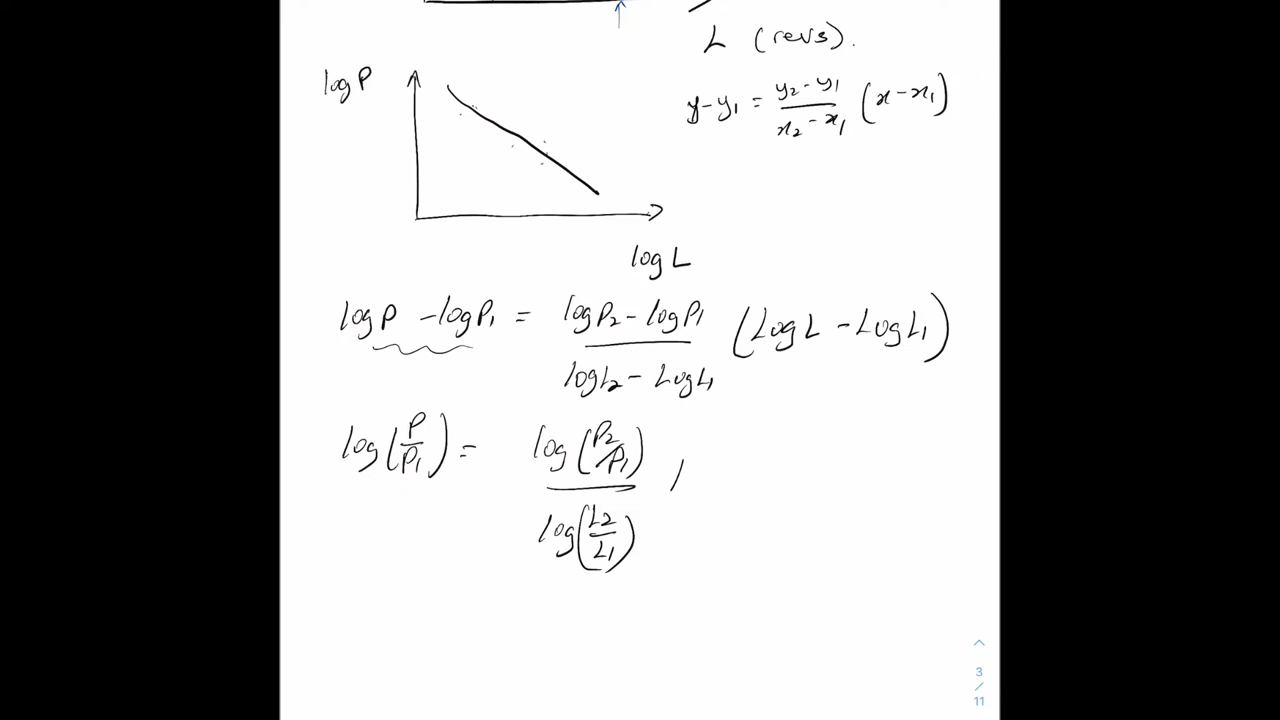 L (revs).
log P
y-y₁ = y₂-y₁ / x₂-x₁ (x-x₁)
log L
log P - log P₁ = log P₂ - log P₁ / log L₂ - Log L₁ (Log L - Log L₁)
log (P/P₁) = log (P₂/P₁) / log (L₂/L₁)
3
/
11